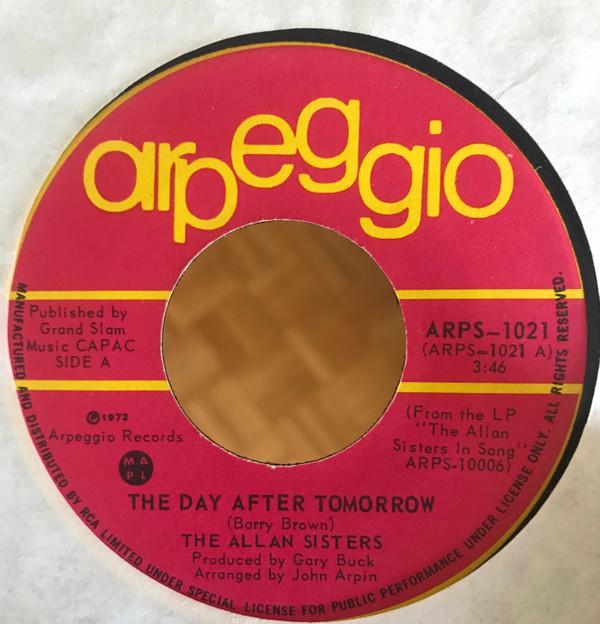 arpeggio
Published by
Grand Slam
Music CAPAC
SIDE A
ARPS-1021
(ARPS-1021 A)
3:46
Ⓟ1972
Arpeggio Records
M A
P L
(From the LP
"The Allan
Sisters In Song"
ARPS-10006)
THE DAY AFTER TOMORROW
(Barry Brown)
THE ALLAN SISTERS
Produced by Gary Buck
Arranged by John Arpin
MANUFACTURED AND DISTRIBUTED BY RCA LIMITED UNDER SPECIAL LICENSE FOR PUBLIC PERFORMANCE UNDER LICENSE ONLY. ALL RIGHTS RESERVED.